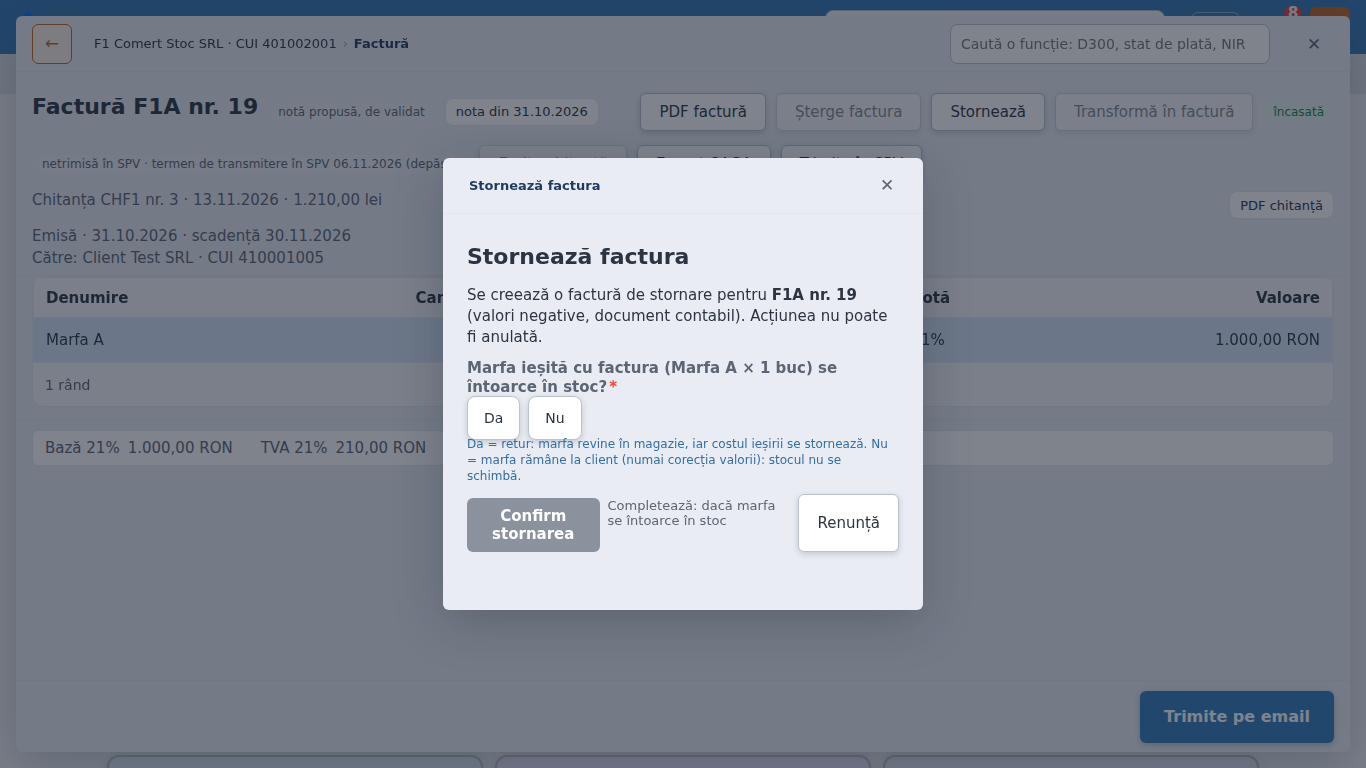 8
← F1 Comert Stoc SRL · CUI 401002001 › Factură Caută o funcție: D300, stat de plată, NIR ✕
Factură F1A nr. 19 notă propusă, de validat nota din 31.10.2026 PDF factură Șterge factura Stornează Transformă în factură încasată
netrimisă în SPV · termen de transmitere în SPV 06.11.2026
Chitanța CHF1 nr. 3 · 13.11.2026 · 1.210,00 lei PDF chitanță
Emisă · 31.10.2026 · scadență 30.11.2026
Către: Client Test SRL · CUI 410001005
Denumire Valoare
Marfa A 1.000,00 RON
1 rând
Bază 21% 1.000,00 RON TVA 21% 210,00 RON
Stornează factura ✕
Stornează factura
Se creează o factură de stornare pentru F1A nr. 19
(valori negative, document contabil). Acțiunea nu poate
fi anulată.
Marfa ieșită cu factura (Marfa A × 1 buc) se
întoarce în stoc?*
Da Nu
Da = retur: marfa revine în magazie, iar costul ieșirii se stornează. Nu
= marfa rămâne la client (numai corecția valorii): stocul nu se
schimbă.
Confirm
stornarea
Completează: dacă marfa
se întoarce în stoc
Renunță
Trimite pe email